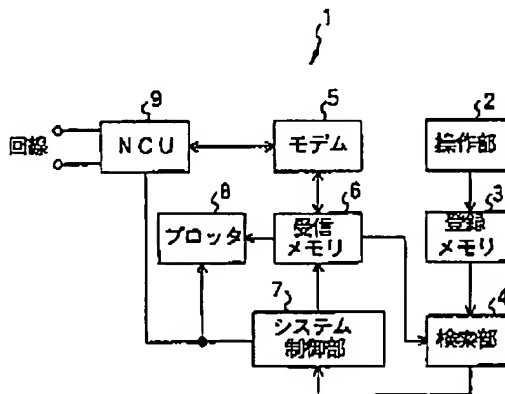 1
9
NCU
回線
5
モデム
2
操作部
8
プロッタ
6
受信
メモリ
3
登録
メモリ
7
システム
制御部
4
検索部